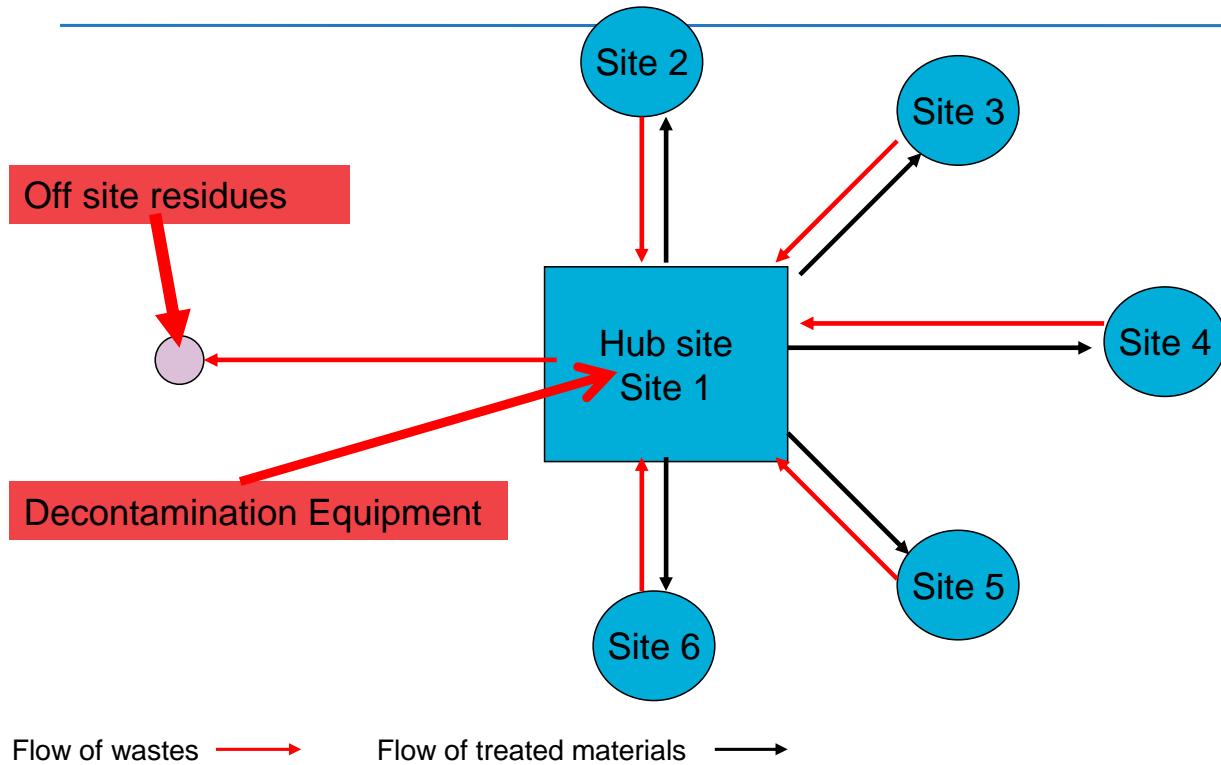 Site 2
Site 3
Off site residues
Hub site
Site 1
Site 4
Decontamination Equipment
Site 5
Site 6
Flow of wastes
Flow of treated materials